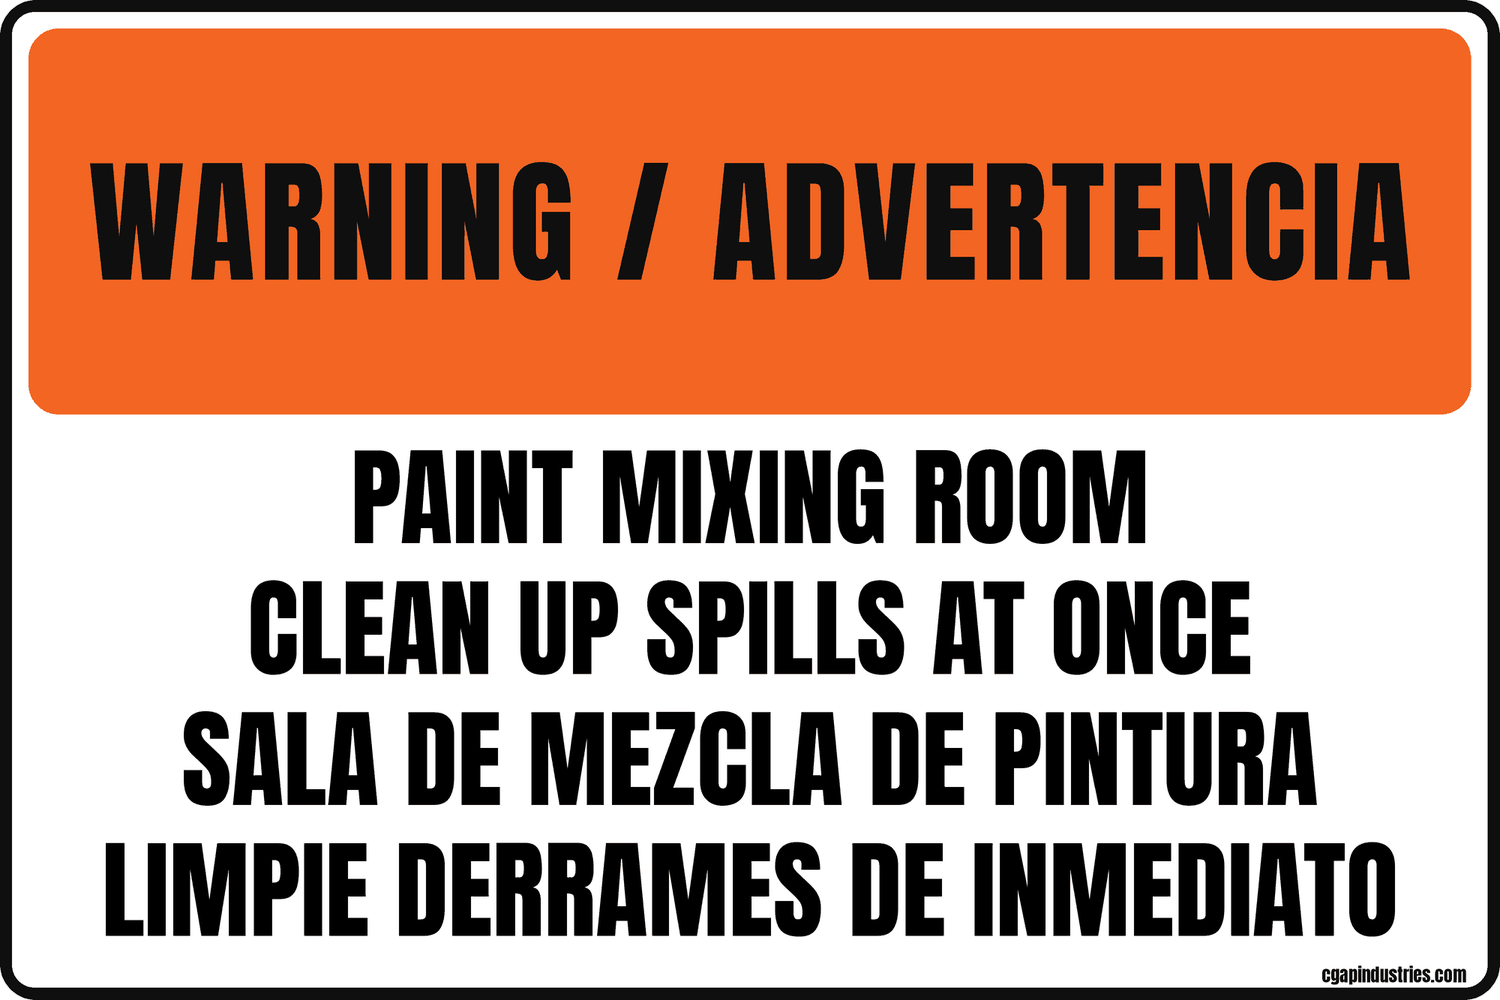 WARNING / ADVERTENCIA
PAINT MIXING ROOM
CLEAN UP SPILLS AT ONCE
SALA DE MEZCLA DE PINTURA
LIMPIE DERRAMES DE INMEDIATO
cgapindustries.com